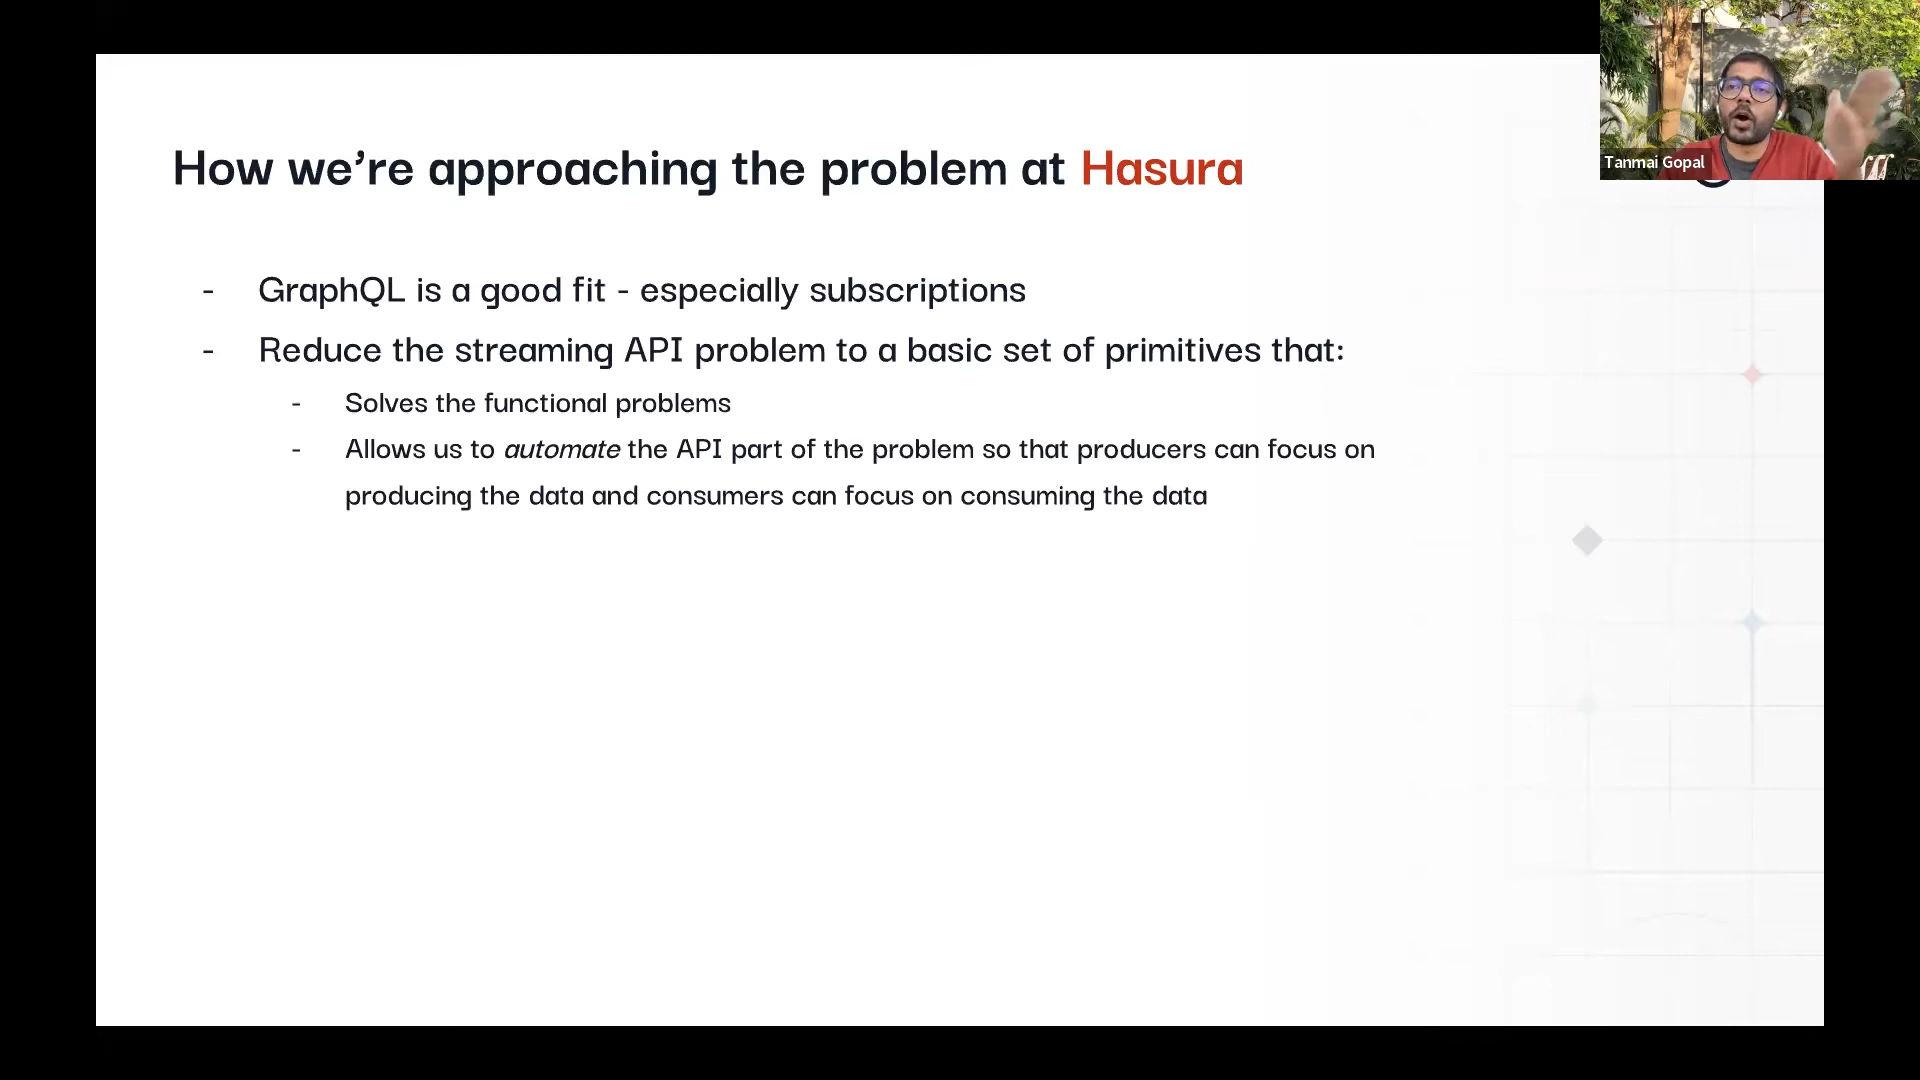 How we’re approaching the problem at Hasura
- GraphQL is a good fit - especially subscriptions
- Reduce the streaming API problem to a basic set of primitives that:
- Solves the functional problems
- Allows us to automate the API part of the problem so that producers can focus on
producing the data and consumers can focus on consuming the data
Tanmai Gopal